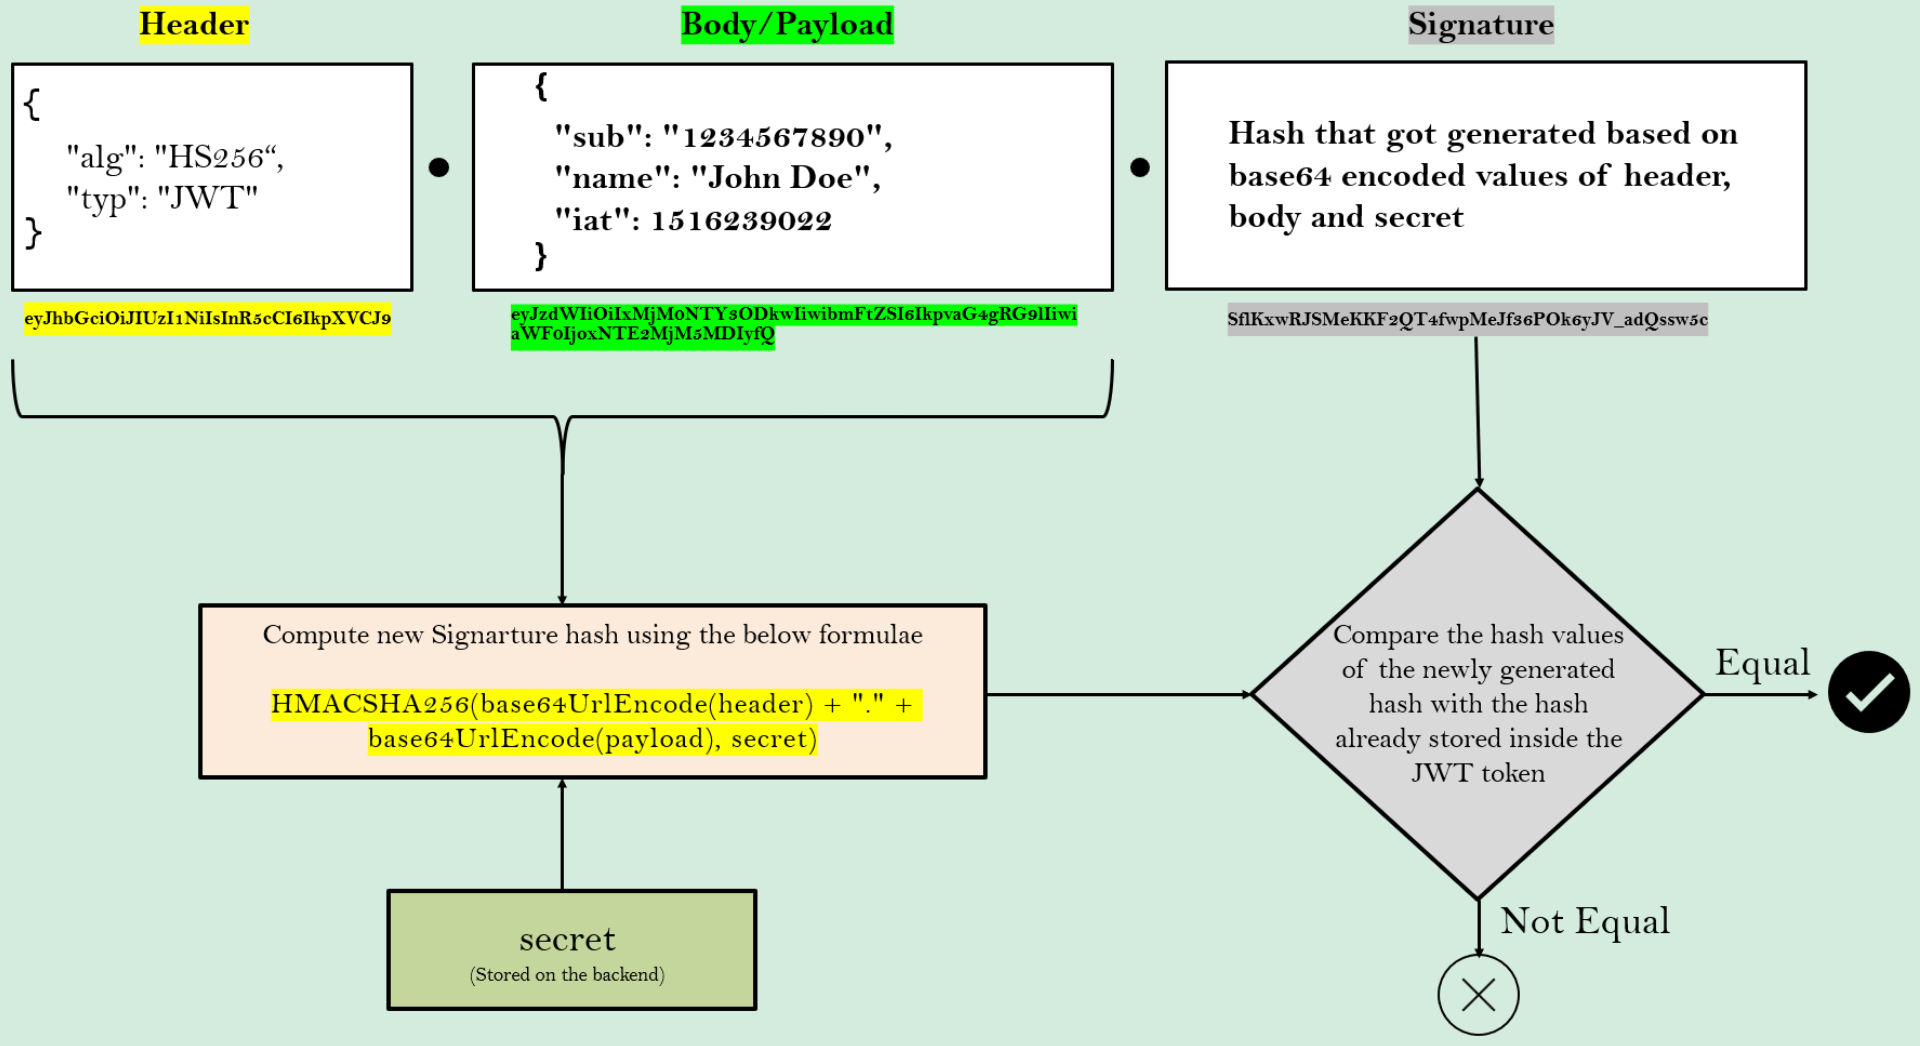 Header
{
"alg": "HS256“,
"typ": "JWT"
}
eyJhbGciOiJIUzI1NiIsInR5cCI6IkpXVCJ9
Body/Payload
{
"sub": "1234567890",
"name": "John Doe",
"iat": 1516239022
}
eyJzdWIiOiIxMjM0NTY3ODkwIiwibmFtZSI6IkpvaG4gRG9lIiwi
aWF0IjoxNTE2MjM5MDIyfQ
Signature
Hash that got generated based on
base64 encoded values of header,
body and secret
SflKxwRJSMeKKF2QT4fwpMeJf36POk6yJV_adQssw5c
Compute new Signarture hash using the below formulae
HMACSHA256(base64UrlEncode(header) + "." +
base64UrlEncode(payload), secret)
secret
(Stored on the backend)
Compare the hash values
of the newly generated
hash with the hash
already stored inside the
JWT token
Equal
Not Equal